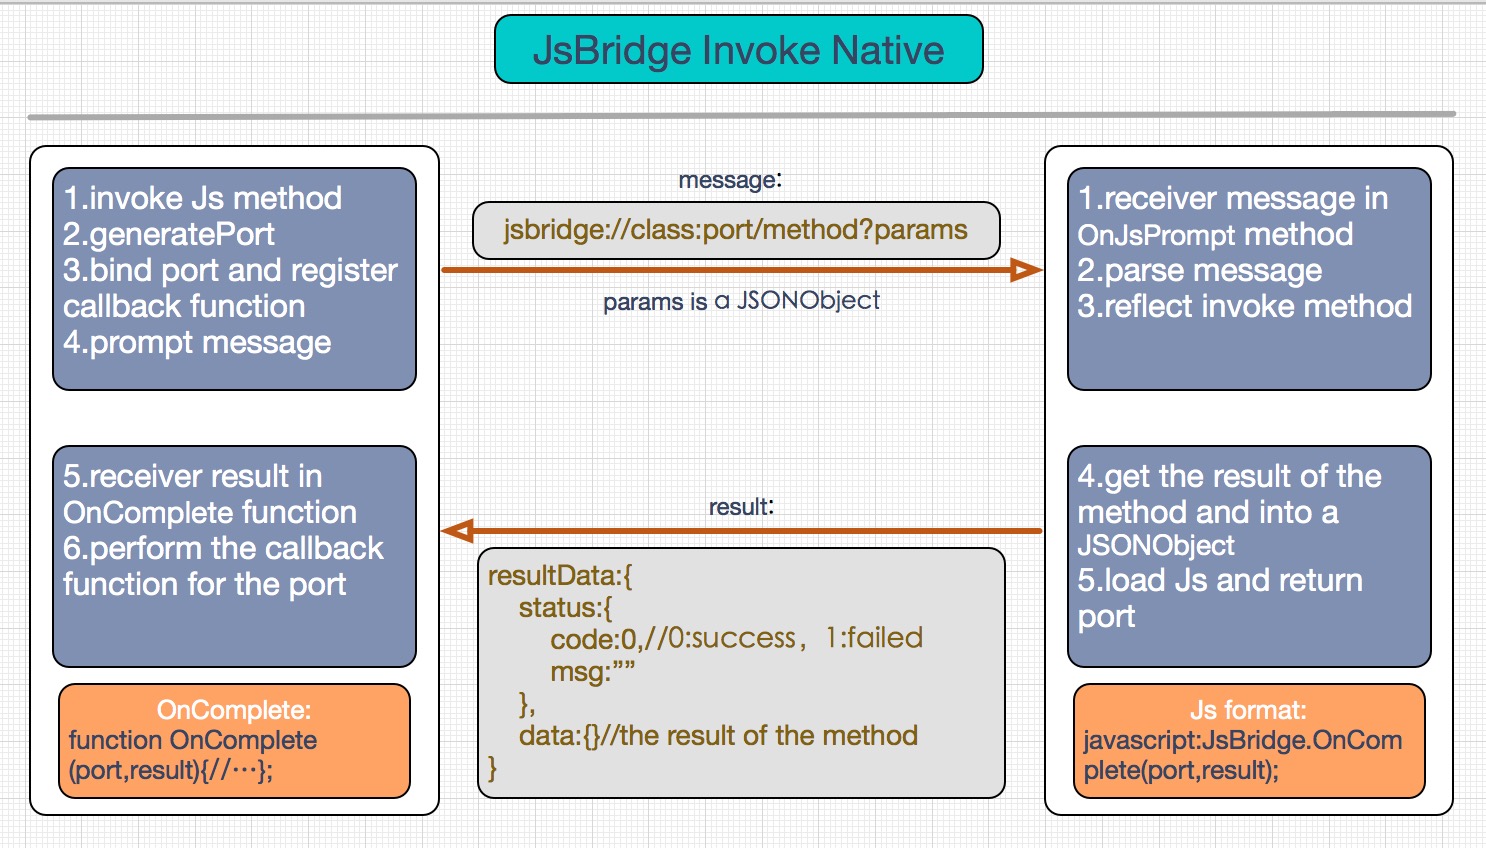 JsBridge Invoke Native
1.invoke Js method
2.generatePort
3.bind port and register
callback function
4.prompt message
message:
jsbridge://class:port/method?params
params is a JSONObject
1.receiver message in
OnJsPrompt method
2.parse message
3.reflect invoke method
5.receiver result in
OnComplete function
6.perform the callback
function for the port
result:
resultData:{
status:{
code:0,//0:success，1:failed
msg:””
},
data:{}//the result of the method
}
4.get the result of the
method and into a
JSONObject
5.load Js and return
port
OnComplete:
function OnComplete
(port,result){//⋯};
Js format:
javascript:JsBridge.OnCom
plete(port,result);